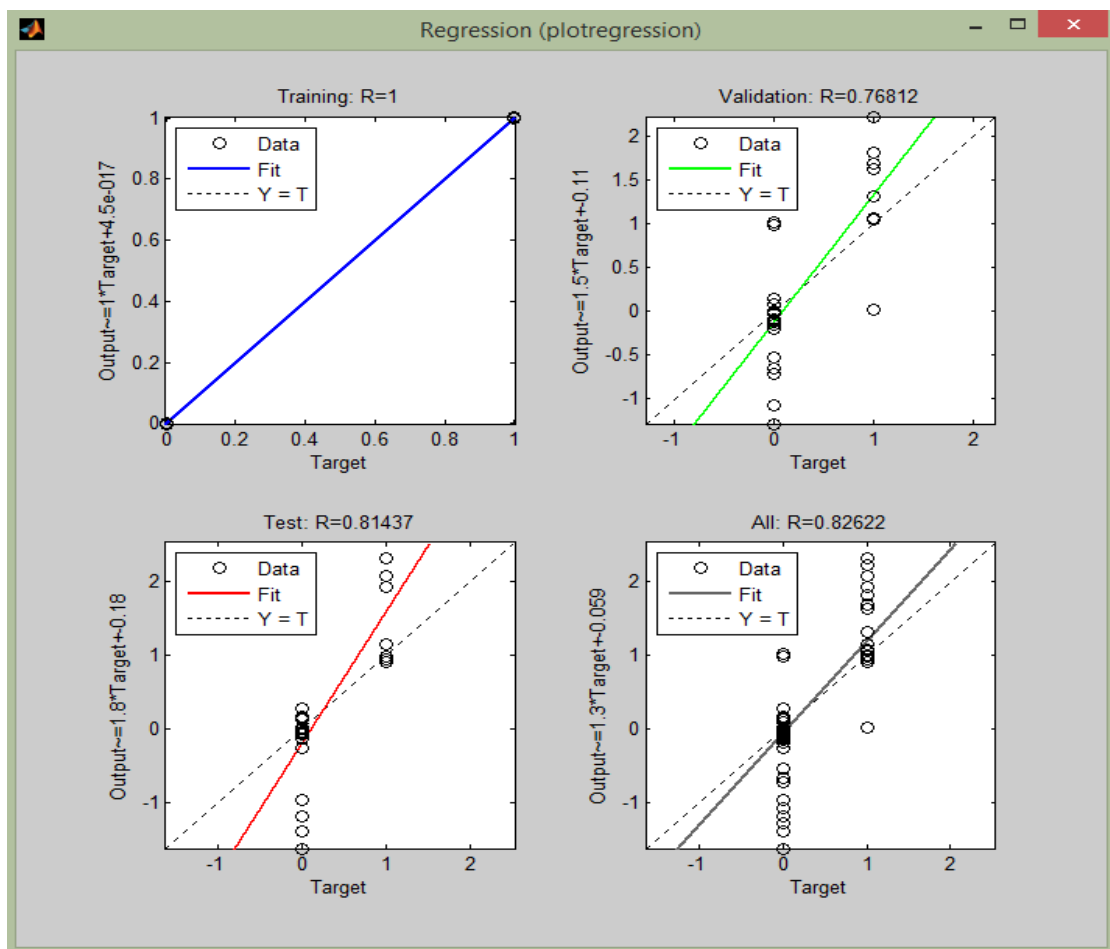 Regression (plotregression)
Training: R=1
Output~=1*Target+4.5e-017
Data
Fit
Y = T
1
0.8
0.6
0.4
0.2
0
0 0.2 0.4 0.6 0.8 1
Target
Validation: R=0.76812
Output~=1.5*Target+-0.11
Data
Fit
Y = T
2
1.5
1
0.5
0
-0.5
-1
-1 0 1 2
Target
Test: R=0.81437
Output~=1.8*Target+-0.18
Data
Fit
Y = T
2
1
0
-1
-1 0 1 2
Target
All: R=0.82622
Output~=1.3*Target+-0.059
Data
Fit
Y = T
2
1
0
-1
-1 0 1 2
Target